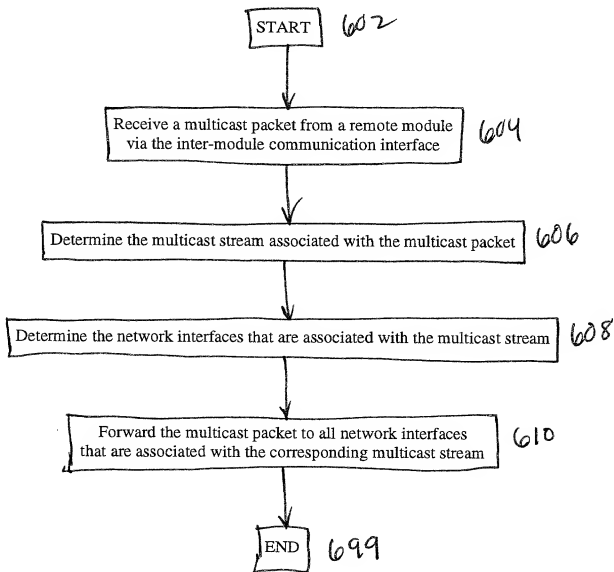 START 602
Receive a multicast packet from a remote module
via the inter-module communication interface
604
Determine the multicast stream associated with the multicast packet 606
Determine the network interfaces that are associated with the multicast stream 608
Forward the multicast packet to all network interfaces
that are associated with the corresponding multicast stream
610
END 699